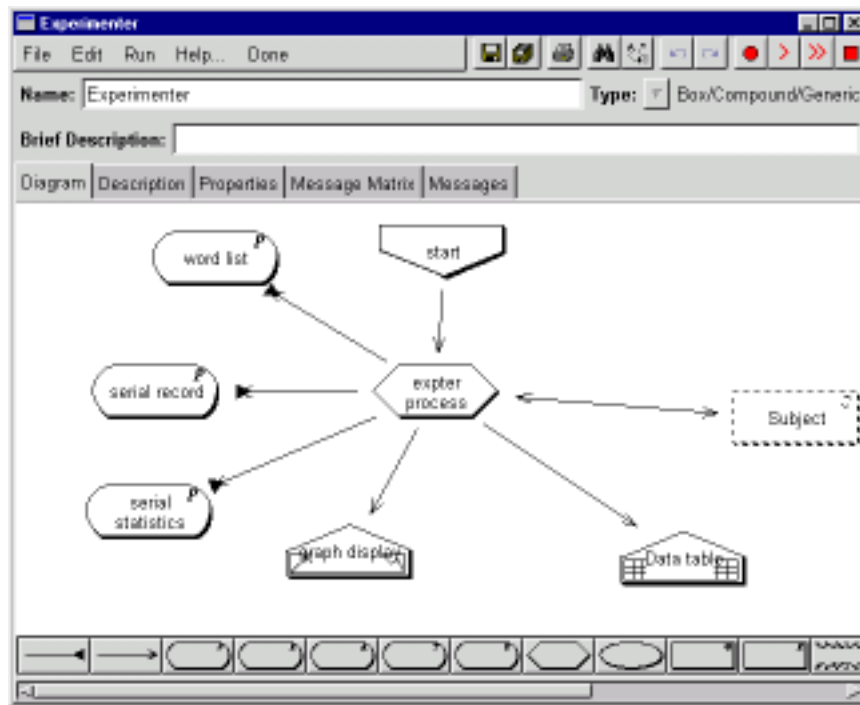 Experimenter
File Edit Run Help... Done
Name: Experimenter Type: Box/Compound/Generic
Brief Description:
Diagram Description Properties Message Matrix Messages
word list P
start
serial record P
expter
process
Subject
serial
statistics P
graph display
Data table